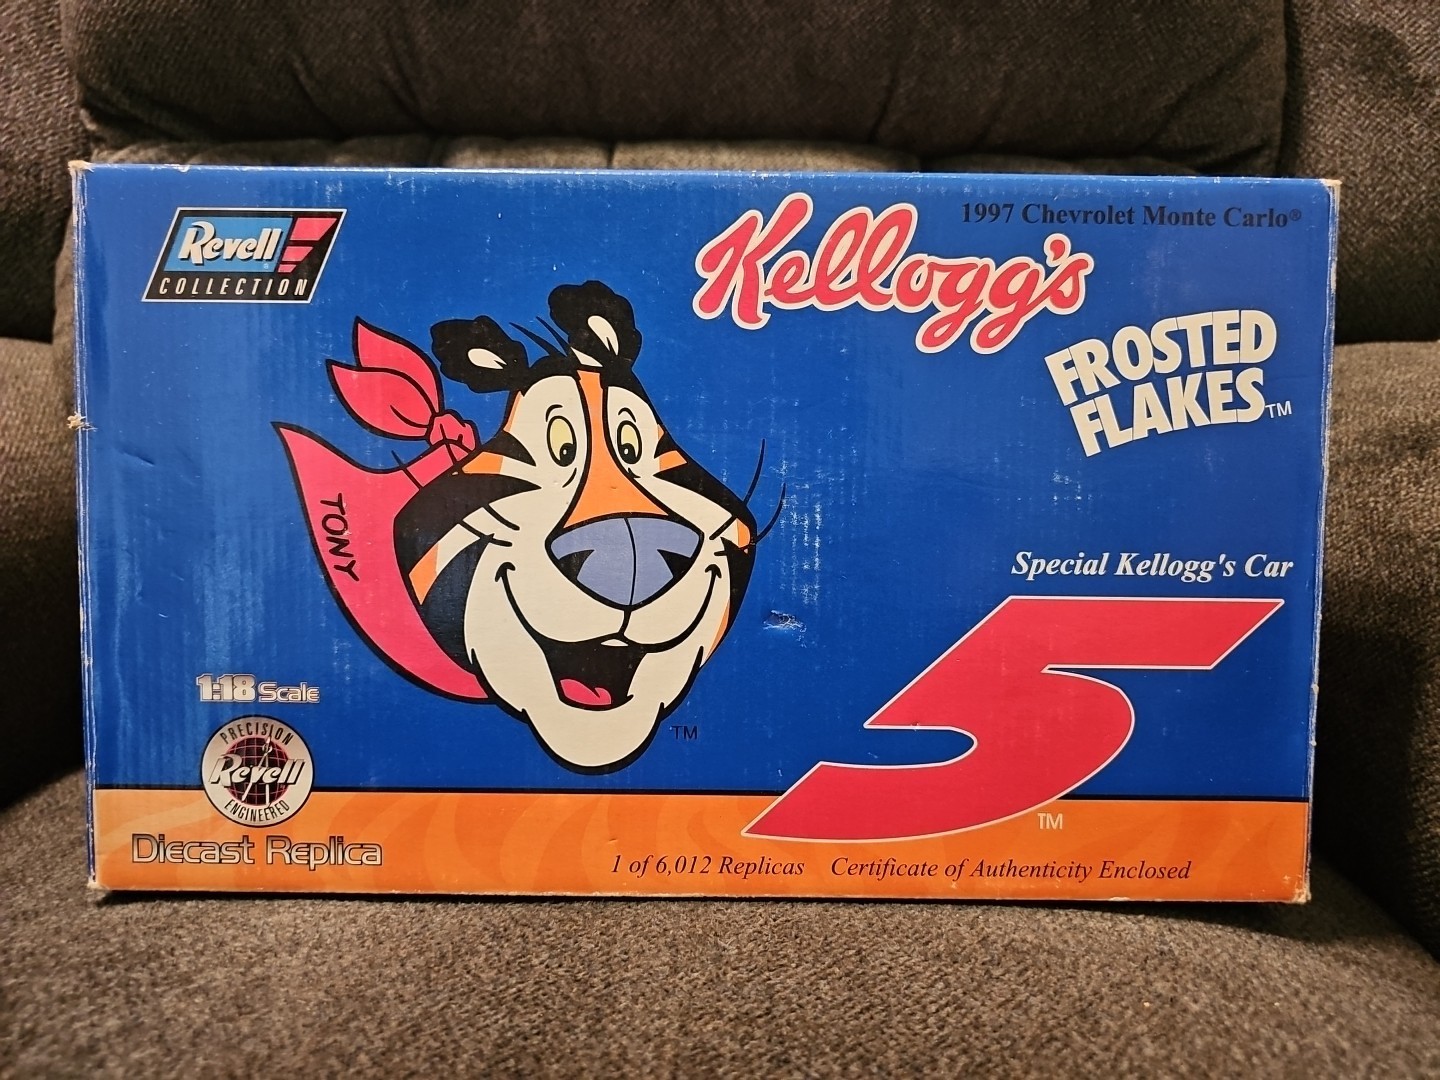 Revell
COLLECTION
1997 Chevrolet Monte Carlo®
Kellogg's
FROSTED
FLAKES™
TONY
Special Kellogg's Car
5
™
™
1:18 Scale
PRECISION
Revell
ENGINEERED
Diecast Replica
1 of 6,012 Replicas Certificate of Authenticity Enclosed